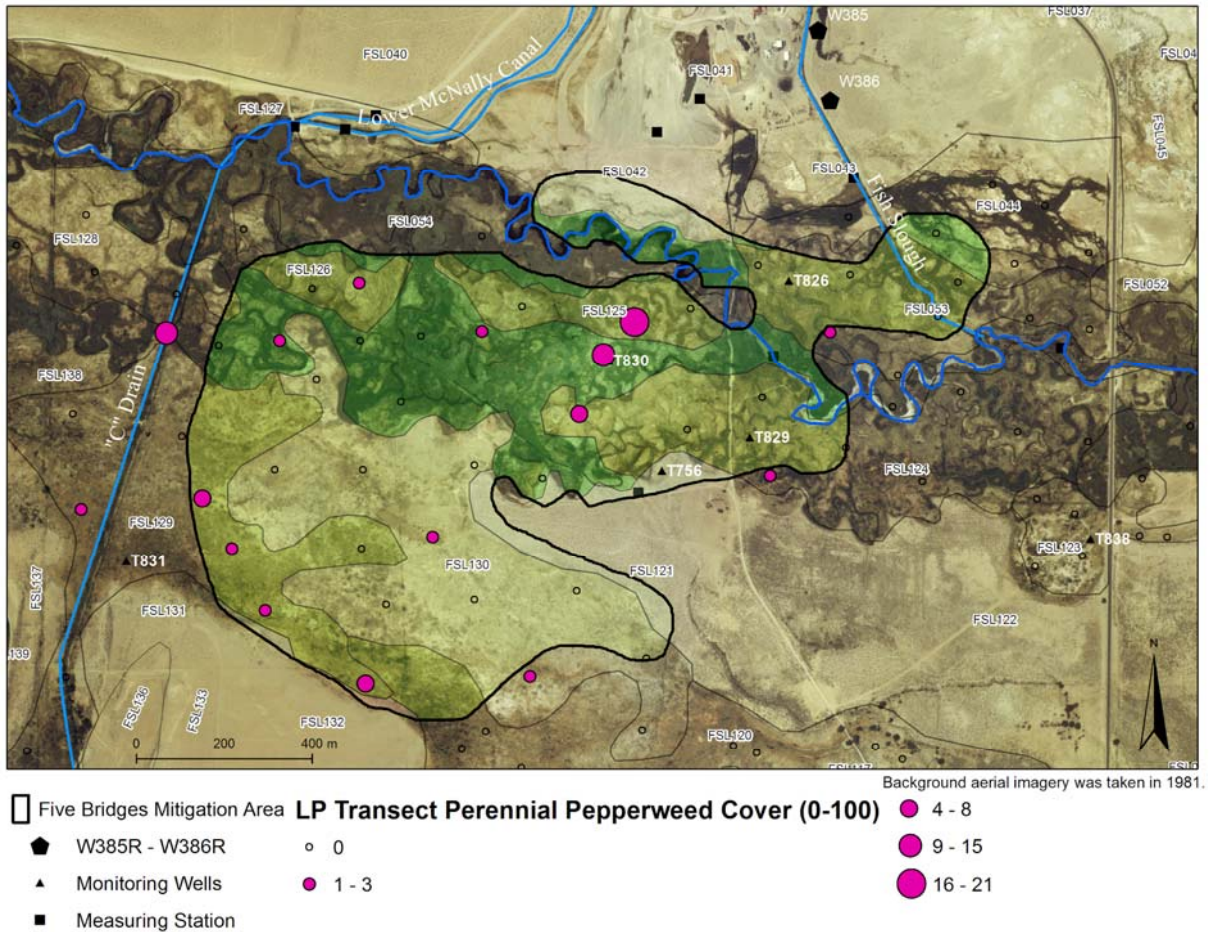 W385
FSL037
FSL040
FSL04
FSL041
Lower McNally Canal
W386
FSL127
FSL045
FSL042
FSL043
Fish Slough
FSL044
FSL054
FSL128
FSL126
T826
FSL052
FSL125
FSL053
T830
FSL138
"C" Drain
T829
T756
FSL124
FSL129
T838
FSL123
T831
FSL130
FSL121
FSL137
FSL131
FSL122
139
FSL136
FSL133
FSL132
N
FSL120
0 200 400 m
FSL117
FSL0
Background aerial imagery was taken in 1981.
Five Bridges Mitigation Area
W385R - W386R
Monitoring Wells
Measuring Station
LP Transect Perennial Pepperweed Cover (0-100)
0
1 - 3
4 - 8
9 - 15
16 - 21